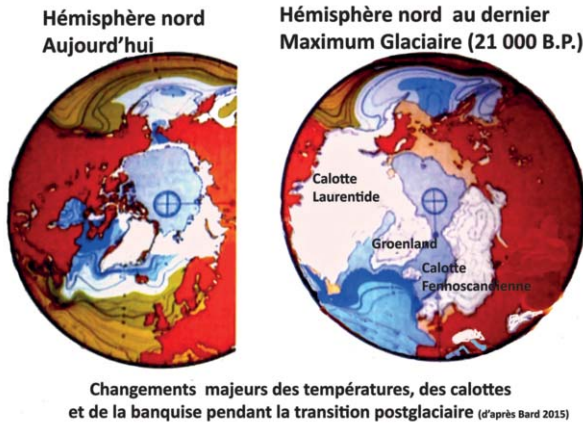 Hémisphère nord
Aujourd'hui
Hémisphère nord au dernier
Maximum Glaciaire (21 000 B.P.)
Calotte
Laurentide
Groenland
Calotte
Fennoscandienne
Changements majeurs des températures, des calottes
et de la banquise pendant la transition postglaciaire (d'après Bard 2015)